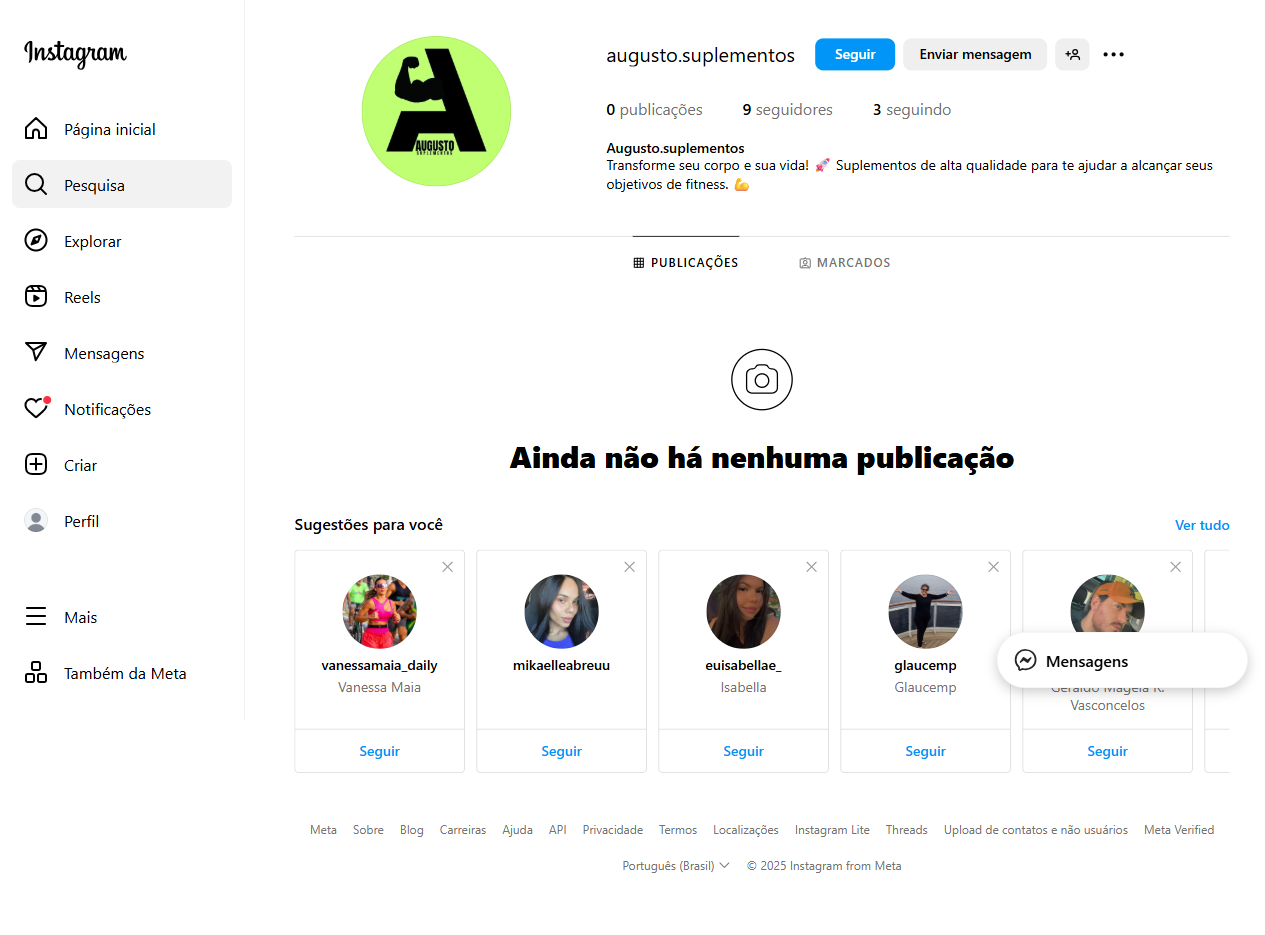 Instagram
Página inicial
Pesquisa
Explorar
Reels
Mensagens
Notificações
Criar
Perfil
Mais
Também da Meta
AUGUSTO
SUPLEMENTOS
augusto.suplementos Seguir Enviar mensagem
0 publicações 9 seguidores 3 seguindo
Augusto.suplementos
Transforme seu corpo e sua vida! 🚀 Suplementos de alta qualidade para te ajudar a alcançar seus
objetivos de fitness. 💪
PUBLICAÇÕES MARCADOS
Ainda não há nenhuma publicação
Sugestões para você Ver tudo
vanessamaia_daily
Vanessa Maia
Seguir
mikaelleabreuu
Seguir
euisabellae_
Isabella
Seguir
glaucemp
Glaucemp
Seguir
Geraldo Magela R.
Vasconcelos
Seguir
Mensagens
Meta Sobre Blog Carreiras Ajuda API Privacidade Termos Localizações Instagram Lite Threads Upload de contatos e não usuários Meta Verified
Português (Brasil) © 2025 Instagram from Meta